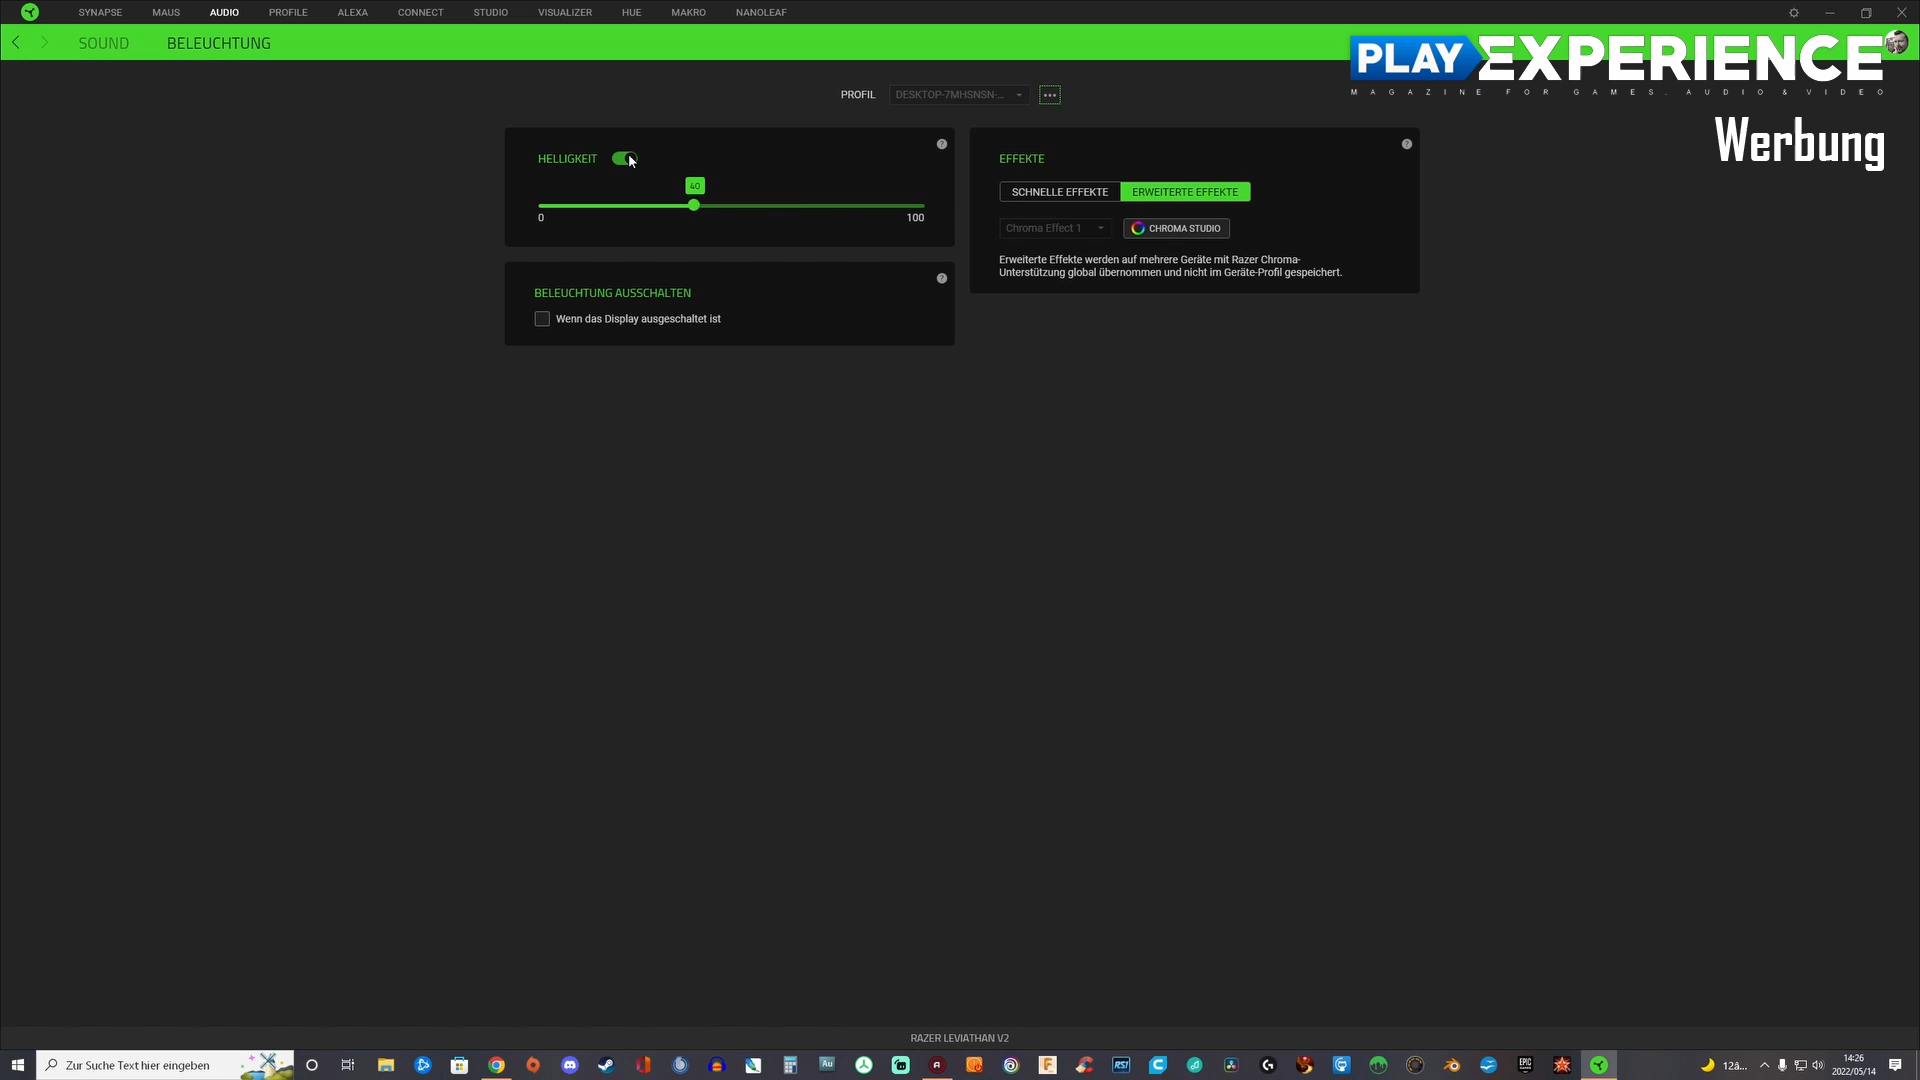 SYNAPSE MAUS AUDIO PROFILE ALEXA CONNECT STUDIO VISUALIZER HUE MAKRO NANOLEAF
SOUND BELEUCHTUNG
PLAY EXPERIENCE
MAGAZINE FOR GAMES. AUDIO & VIDEO
Werbung
PROFIL DESKTOP-7MHSNSN-... •••
HELLIGKEIT
40
0 100
BELEUCHTUNG AUSSCHALTEN
Wenn das Display ausgeschaltet ist
EFFEKTE
SCHNELLE EFFEKTE ERWEITERTE EFFEKTE
Chroma Effect 1 CHROMA STUDIO
Erweiterte Effekte werden auf mehrere Geräte mit Razer Chroma-
Unterstützung global übernommen und nicht im Geräte-Profil gespeichert.
RAZER LEVIATHAN V2
Zur Suche Text hier eingeben
Au
RSI
EPIC
12â...
14:26
2022/05/14